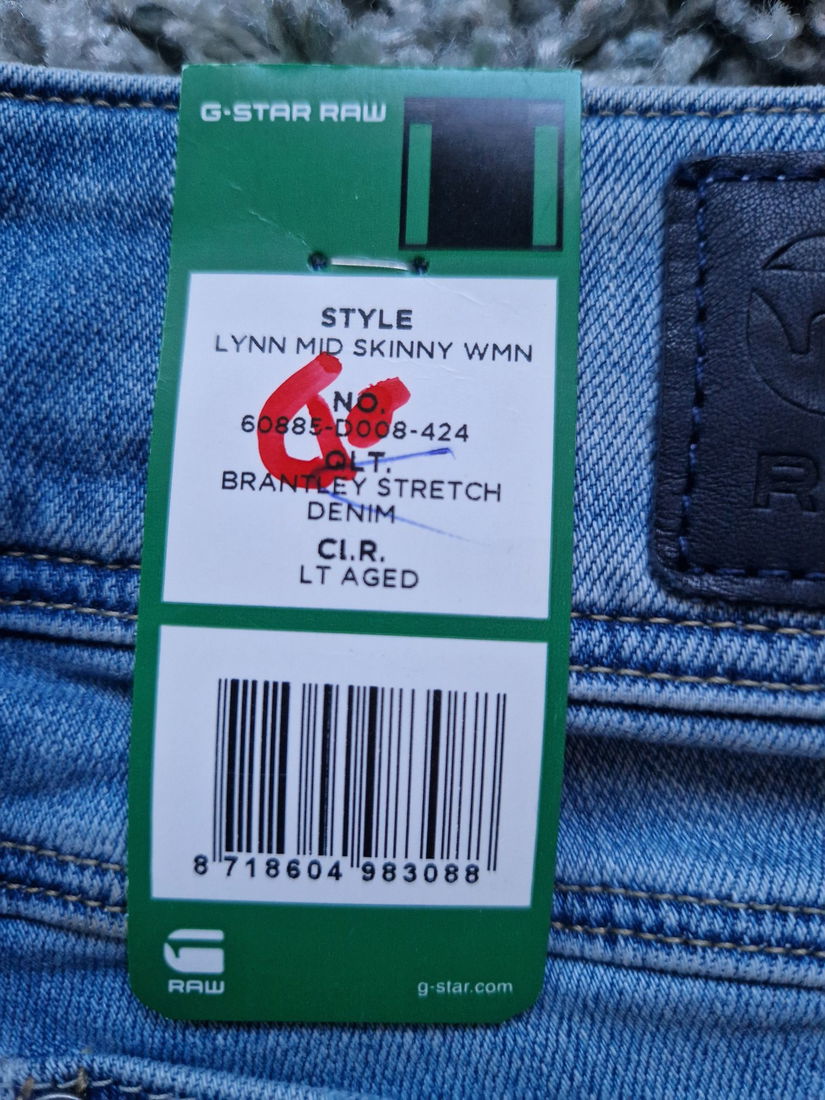 G-STAR RAW
STYLE
LYNN MID SKINNY WMN
NO.
60885-D008-424
QLT.
BRANTLEY STRETCH
DENIM
CLR.
LT AGED
8 718604 983088
RAW
g-star.com
R